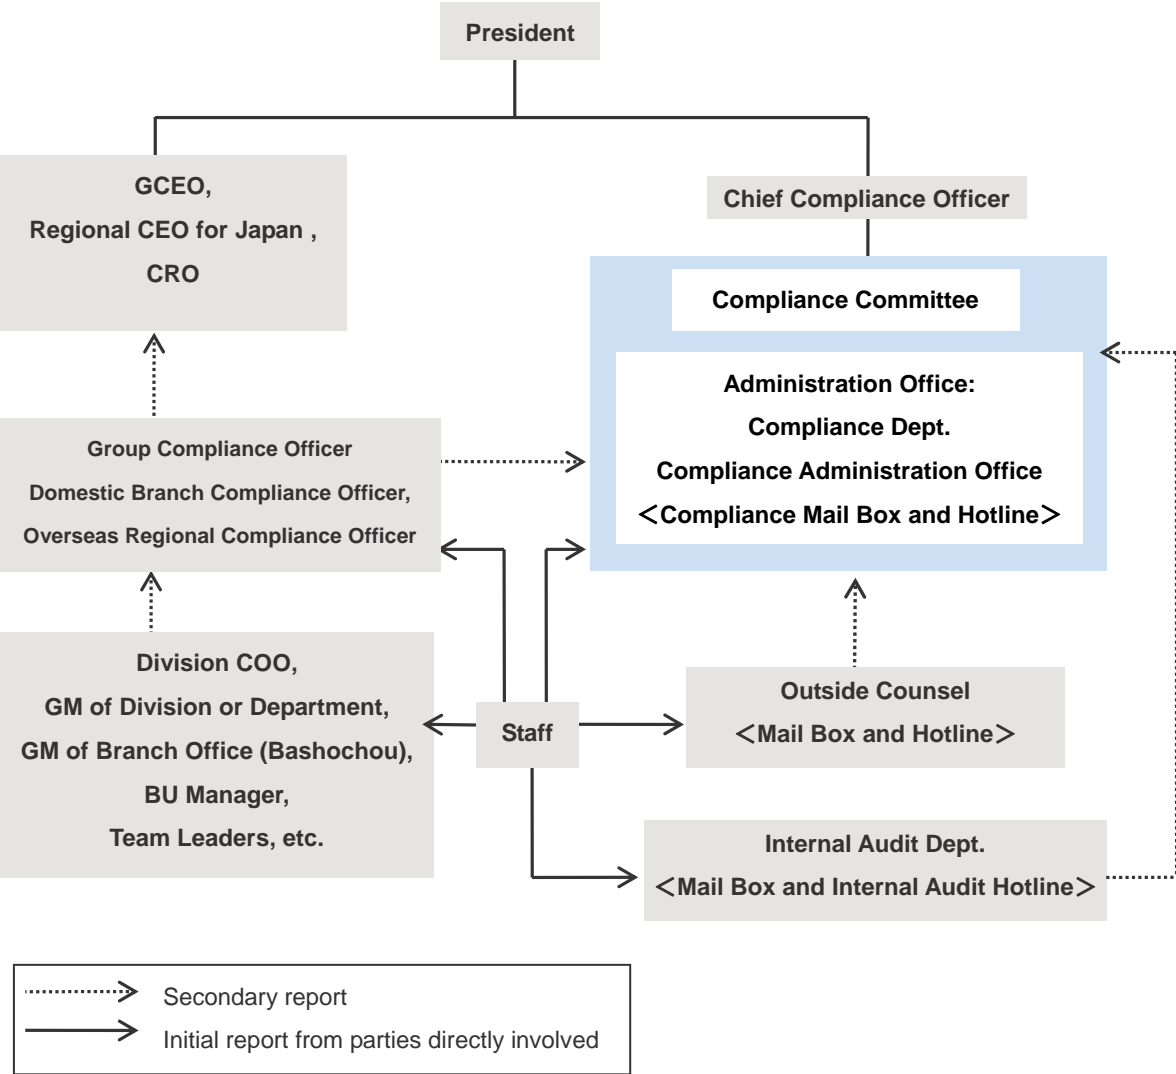 President
GCEO,
Regional CEO for Japan ,
CRO
Chief Compliance Officer
Compliance Committee
Administration Office:
Compliance Dept.
Compliance Administration Office
＜Compliance Mail Box and Hotline＞
Group Compliance Officer
Domestic Branch Compliance Officer,
Overseas Regional Compliance Officer
Division COO,
GM of Division or Department,
GM of Branch Office (Bashochou),
BU Manager,
Team Leaders, etc.
Staff
Outside Counsel
＜Mail Box and Hotline＞
Internal Audit Dept.
＜Mail Box and Internal Audit Hotline＞
Secondary report
Initial report from parties directly involved